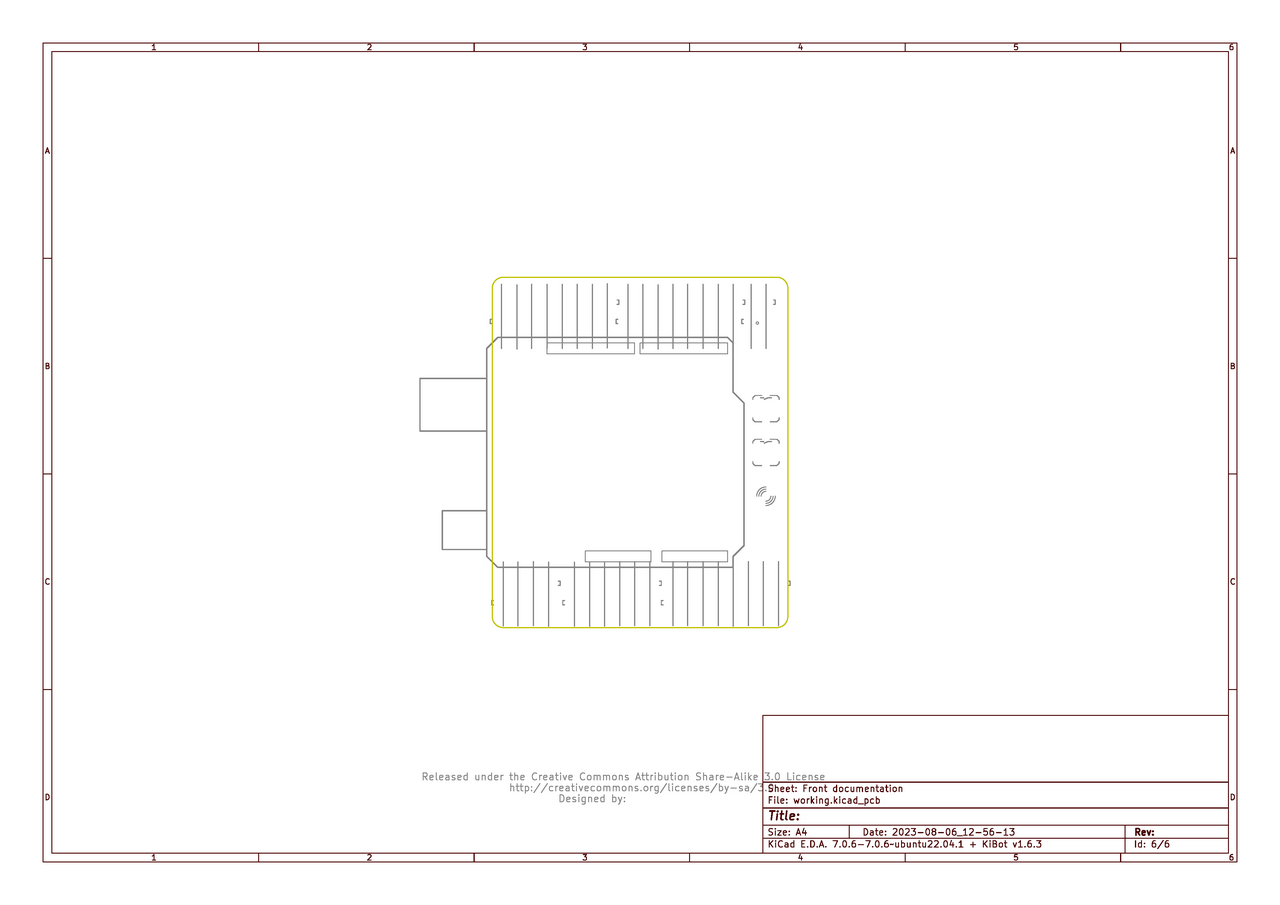 1 2 3 4 5 6
A A
B B
C C
D D
Released under the Creative Commons Attribution Share-Alike 3.0 License
http://creativecommons.org/licenses/by-sa/3.
Designed by:
Sheet: Front documentation
File: working.kicad_pcb
Title:
Size: A4 Date: 2023-08-06_12-56-13 Rev:
KiCad E.D.A. 7.0.6-7.0.6~ubuntu22.04.1 + KiBot v1.6.3 Id: 6/6
1 2 3 4 5 6